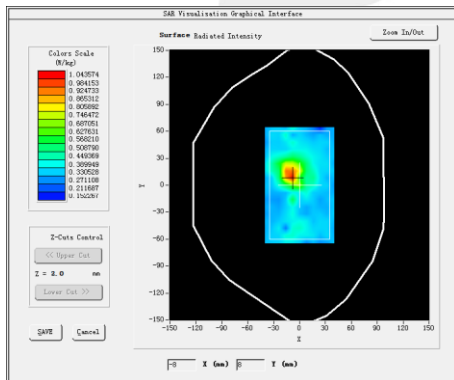 SAR Visualisation Graphical Interface
Surface Radiated Intensity
Zoom In/Out
Colors Scale
(W/kg)
1.043574
0.984153
0.924733
0.865312
0.805892
0.746472
0.687051
0.627631
0.568210
0.508790
0.449369
0.389949
0.330528
0.271108
0.211687
0.152267
Z-Cuts Control
<< Upper Cut
Z = 2.0 mm
Lower Cut >>
SAVE Cancel
150
120
90
60
30
0
-30
-60
-90
-120
-150
Y
-150 -120 -90 -60 -30 0 30 60 90 120 150
X
-8 X (mm) 8 Y (mm)